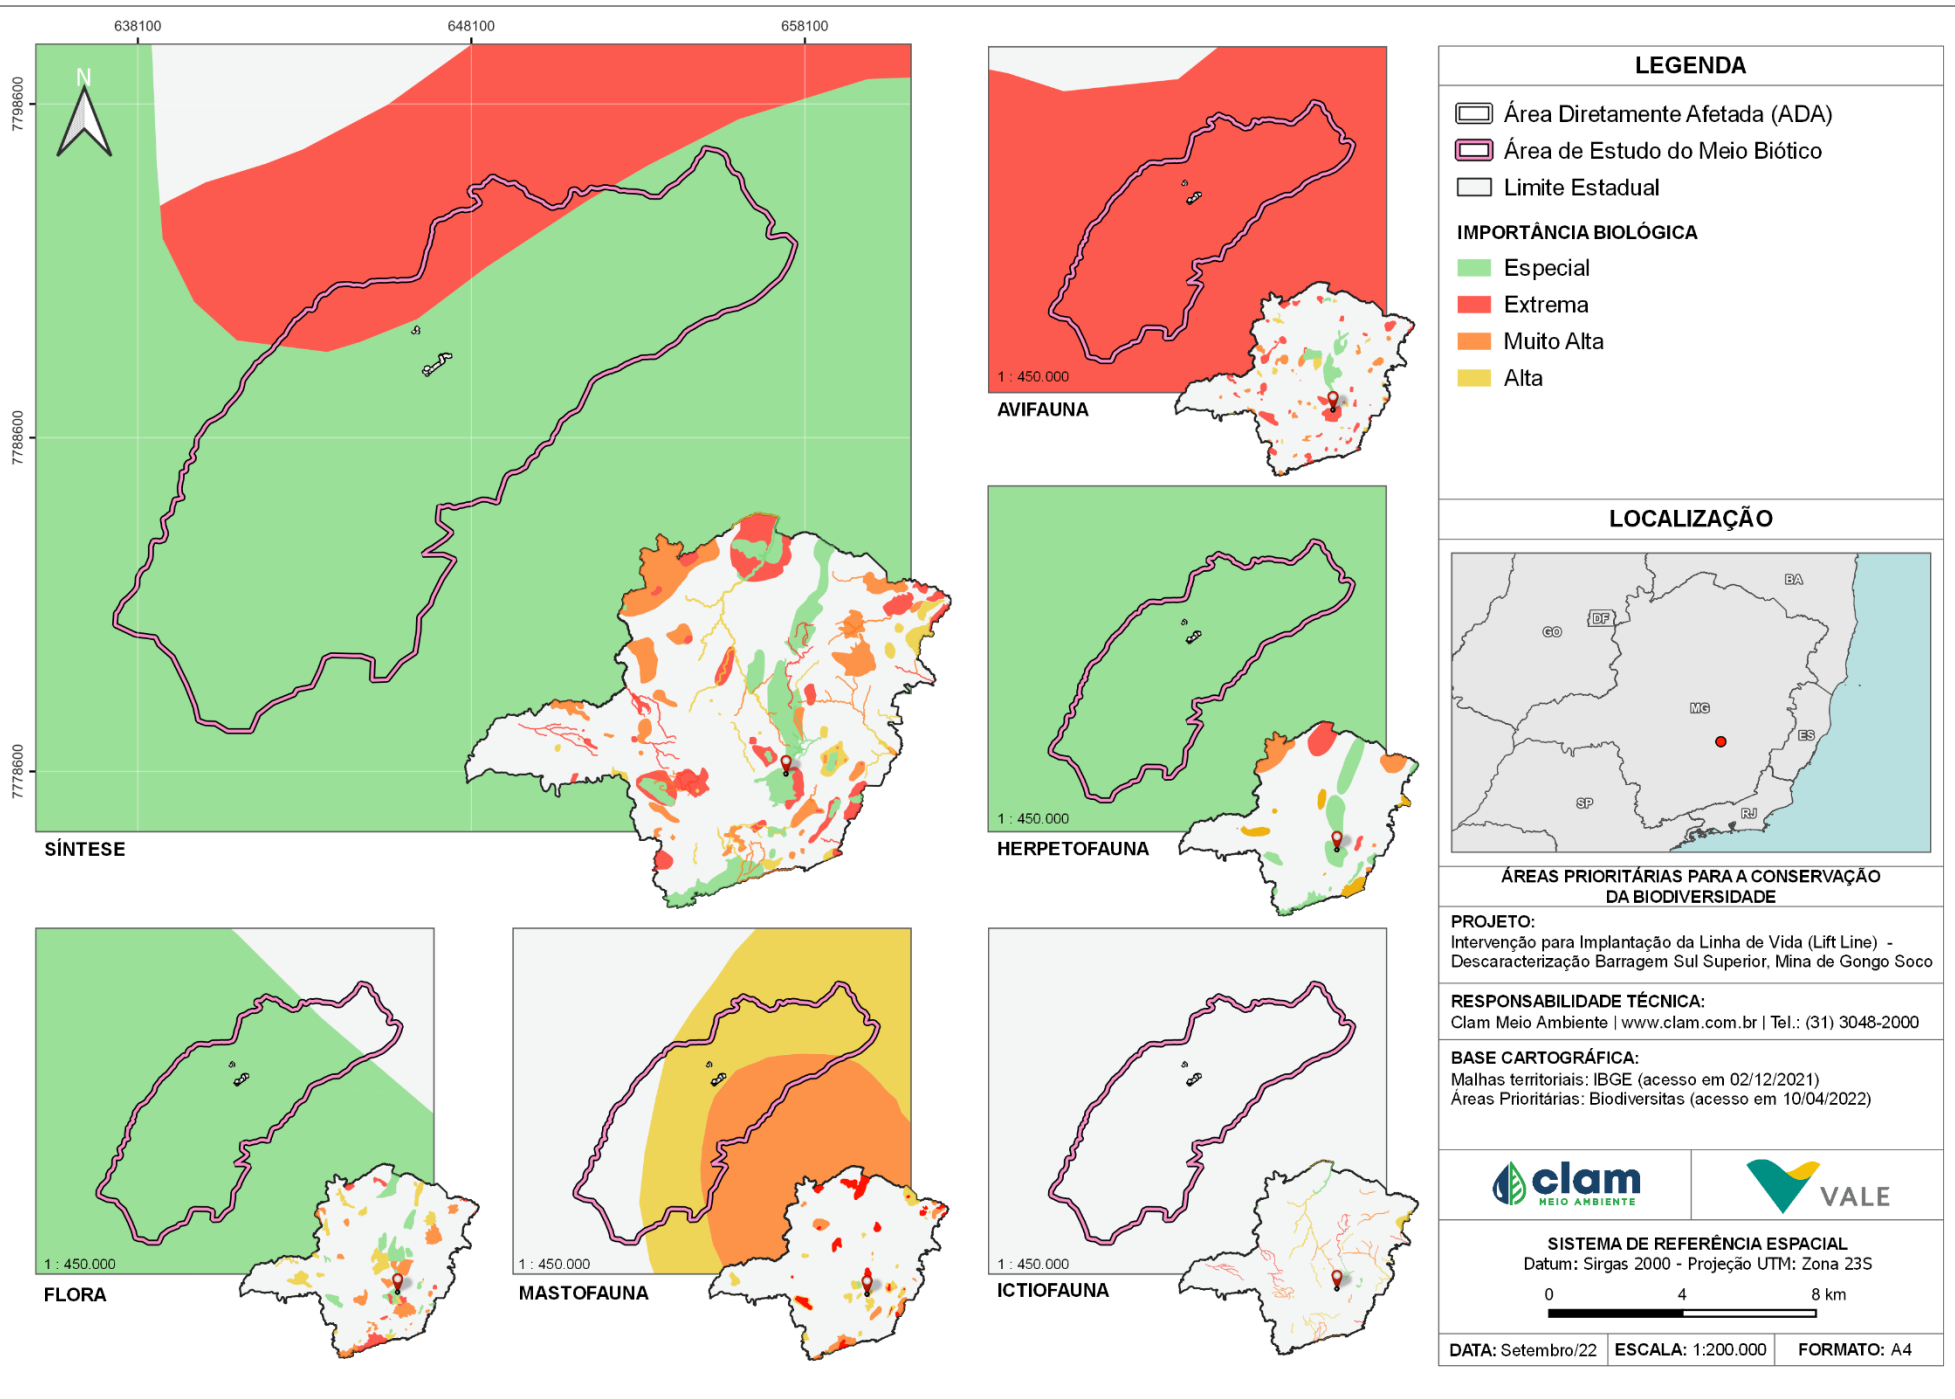 638100
648100
658100
7798600
7788600
7778600
N
SÍNTESE
1 : 450.000
AVIFAUNA
1 : 450.000
HERPETOFAUNA
1 : 450.000
FLORA
1 : 450.000
MASTOFAUNA
1 : 450.000
ICTIOFAUNA
LEGENDA
Área Diretamente Afetada (ADA)
Área de Estudo do Meio Biótico
Limite Estadual
IMPORTÂNCIA BIOLÓGICA
Especial
Extrema
Muito Alta
Alta
LOCALIZAÇÃO
BA
DF
GO
MG
ES
SP
RJ
ÁREAS PRIORITÁRIAS PARA A CONSERVAÇÃO
DA BIODIVERSIDADE
PROJETO:
Intervenção para Implantação da Linha de Vida (Lift Line) -
Descaracterização Barragem Sul Superior, Mina de Gongo Soco
RESPONSABILIDADE TÉCNICA:
Clam Meio Ambiente | www.clam.com.br | Tel.: (31) 3048-2000
BASE CARTOGRÁFICA:
Malhas territoriais: IBGE (acesso em 02/12/2021)
Áreas Prioritárias: Biodiversitas (acesso em 10/04/2022)
clam
MEIO AMBIENTE
VALE
SISTEMA DE REFERÊNCIA ESPACIAL
Datum: Sirgas 2000 - Projeção UTM: Zona 23S
0 4 8 km
DATA: Setembro/22 ESCALA: 1:200.000 FORMATO: A4